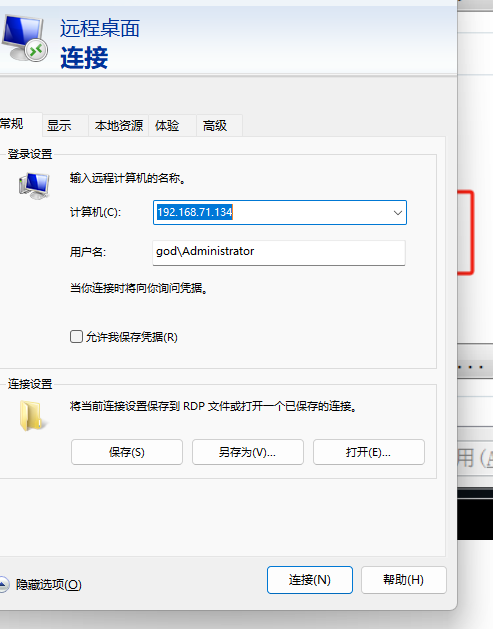 远程桌面
连接
常规 显示 本地资源 体验 高级
登录设置
输入远程计算机的名称。
计算机(C): 192.168.71.134
用户名: god\Administrator
当你连接时将向你询问凭据。
允许我保存凭据(R)
连接设置
将当前连接设置保存到 RDP 文件或打开一个已保存的连接。
保存(S) 另存为(V)... 打开(E)...
用(A
隐藏选项(O)
连接(N) 帮助(H)